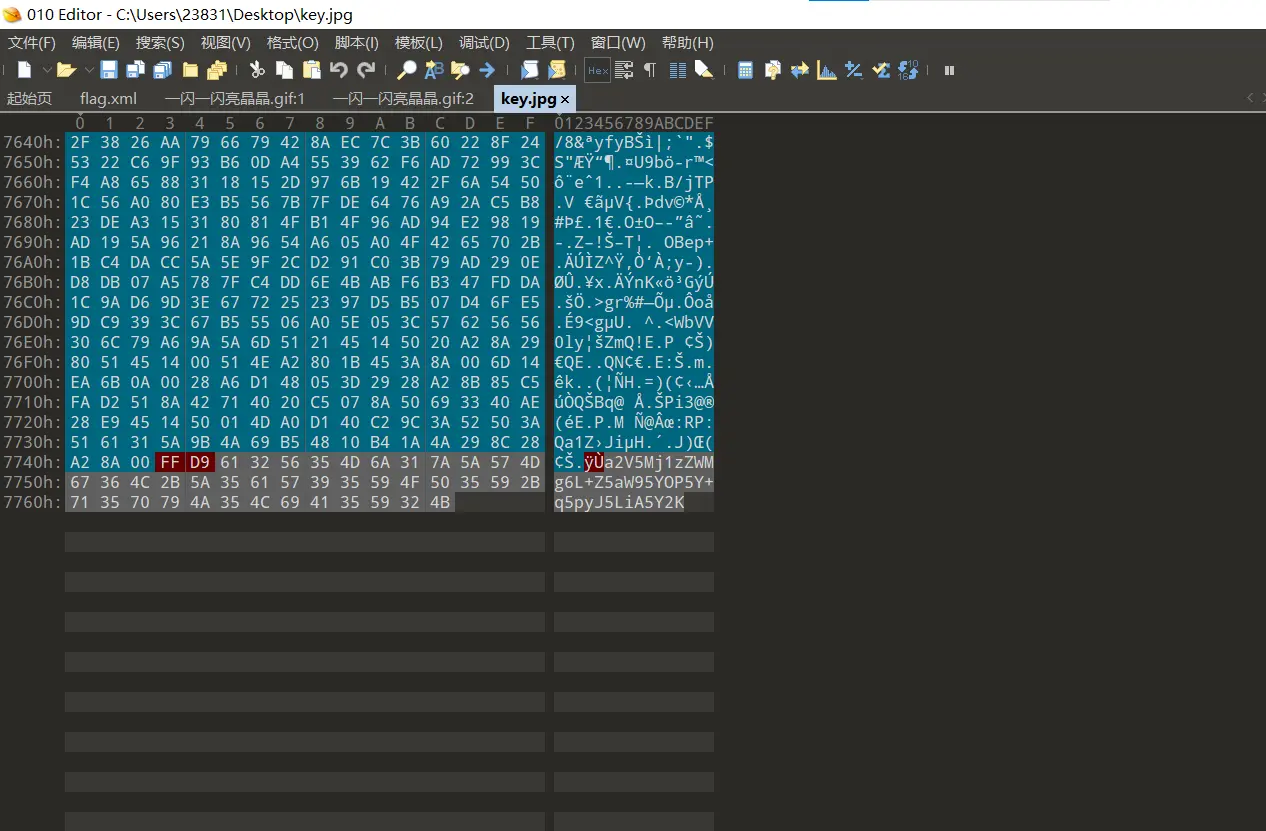 010 Editor - C:\Users\23831\Desktop\key.jpg
文件(F) 编辑(E) 搜索(S) 视图(V) 格式(O) 脚本(I) 模板(L) 调试(D) 工具(T) 窗口(W) 帮助(H)
Hex
起始页 flag.xml 一闪一闪亮晶晶.gif:1 一闪一闪亮晶晶.gif:2 key.jpg ×
0 1 2 3 4 5 6 7 8 9 A B C D E F 0123456789ABCDEF
7640h: 2F 38 26 AA 79 66 79 42 8A EC 7C 3B 60 22 8F 24 /8&ªyfyBŠì|;`".$
7650h: 53 22 C6 9F 93 B6 0D A4 55 39 62 F6 AD 72 99 3C S"ÆŸ“¶.¤U9bö-r™<
7660h: F4 A8 65 88 31 18 15 2D 97 6B 19 42 2F 6A 54 50 ô¨eˆ1..-—k.B/jTP
7670h: 1C 56 A0 80 E3 B5 56 7B 7F DE 64 76 A9 2A C5 B8 .V €ãµV{.Þdv©*Å¸
7680h: 23 DE A3 15 31 80 81 4F B1 4F 96 AD 94 E2 98 19 #Þ£.1€.O±O–-”â˜.
7690h: AD 19 5A 96 21 8A 96 54 A6 05 A0 4F 42 65 70 2B -.Z–!Š–T¦. OBep+
76A0h: 1B C4 DA CC 5A 5E 9F 2C D2 91 C0 3B 79 AD 29 0E .ÄÚÌZ^Ÿ,Ò‘À;y-).
76B0h: D8 DB 07 A5 78 7F C4 DD 6E 4B AB F6 B3 47 FD DA ØÛ.¥x.ÄÝnK«ö³GýÚ
76C0h: 1C 9A D6 9D 3E 67 72 25 23 97 D5 B5 07 D4 6F E5 .šÖ.>gr%#—Õµ.Ôoå
76D0h: 9D C9 39 3C 67 B5 55 06 A0 5E 05 3C 57 62 56 56 .É9<gµU. ^.<WbVV
76E0h: 30 6C 79 A6 9A 5A 6D 51 21 45 14 50 20 A2 8A 29 0ly¦šZmQ!E.P ¢Š)
76F0h: 80 51 45 14 00 51 4E A2 80 1B 45 3A 8A 00 6D 14 €QE..QN¢€.E:Š.m.
7700h: EA 6B 0A 00 28 A6 D1 48 05 3D 29 28 A2 8B 85 C5 êk..(¦ÑH.=)(¢‹…Å
7710h: FA D2 51 8A 42 71 40 20 C5 07 8A 50 69 33 40 AE úÒQŠBq@ Å.ŠPi3@®
7720h: 28 E9 45 14 50 01 4D A0 D1 40 C2 9C 3A 52 50 3A (éE.P.M Ñ@Âœ:RP:
7730h: 51 61 31 5A 9B 4A 69 B5 48 10 B4 1A 4A 29 8C 28 Qa1Z›JiµH.´.J)Œ(
7740h: A2 8A 00 FF D9 61 32 56 35 4D 6A 31 7A 5A 57 4D ¢Š.ÿÙa2V5Mj1zZWM
7750h: 67 36 4C 2B 5A 35 61 57 39 35 59 4F 50 35 59 2B g6L+Z5aW95YOP5Y+
7760h: 71 35 70 79 4A 35 4C 69 41 35 59 32 4B q5pyJ5LiA5Y2K